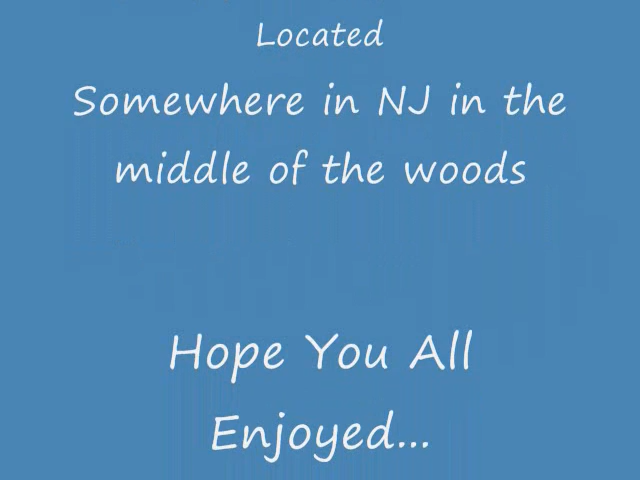 Located
Somewhere in NJ in the
middle of the woods
Hope You All
Enjoyed...